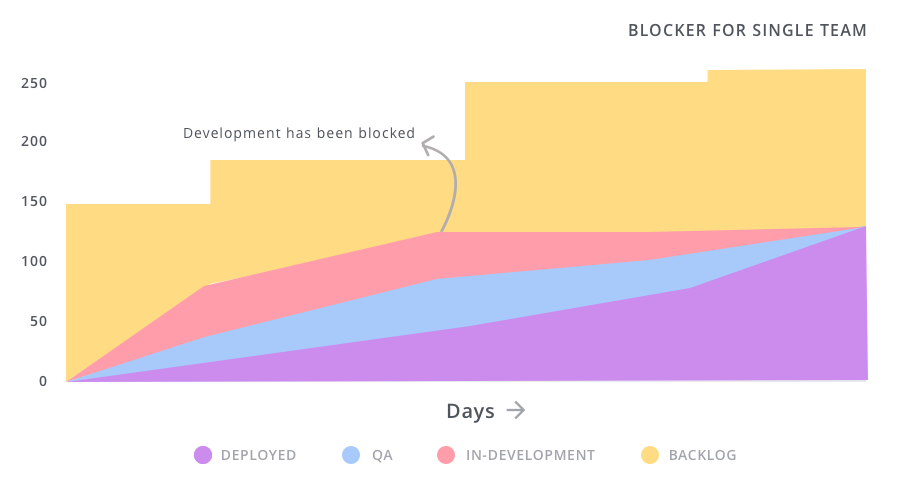 BLOCKER FOR SINGLE TEAM
250
Development has been blocked
200
150
100
50
0
Days
DEPLOYED QA IN-DEVELOPMENT BACKLOG